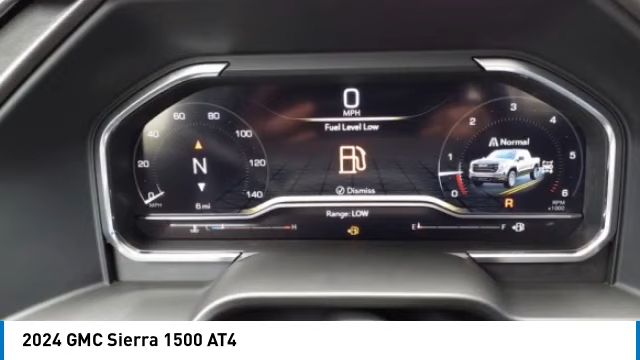 0
MPH
Fuel Level Low
Dismiss
Range: LOW
0 20 40 60 80 100 120 140
MPH
N
6 mi
0 1 2 3 4 5 6
Normal
R
RPM
x1000
H
E F
2024 GMC Sierra 1500 AT4